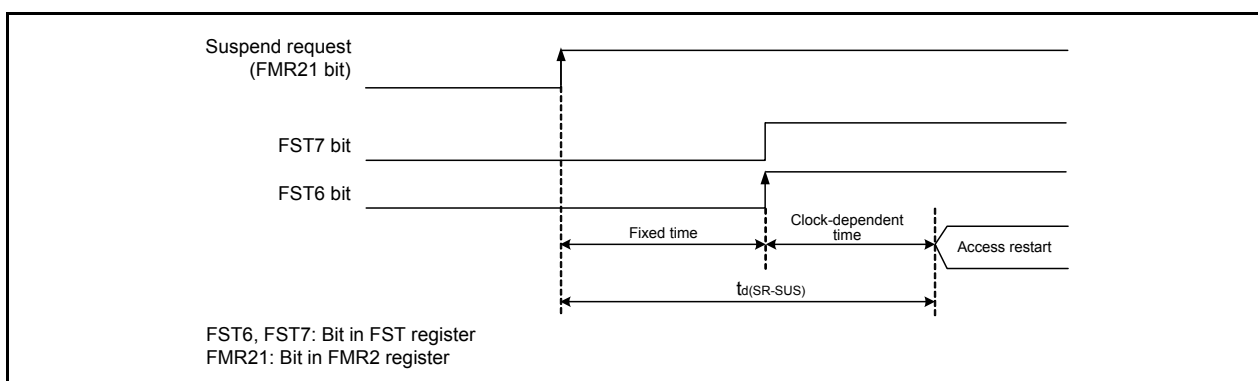 Suspend request
(FMR21 bit)
FST7 bit
FST6 bit
Fixed time
Clock-dependent
time
Access restart
td(SR-SUS)
FST6, FST7: Bit in FST register
FMR21: Bit in FMR2 register